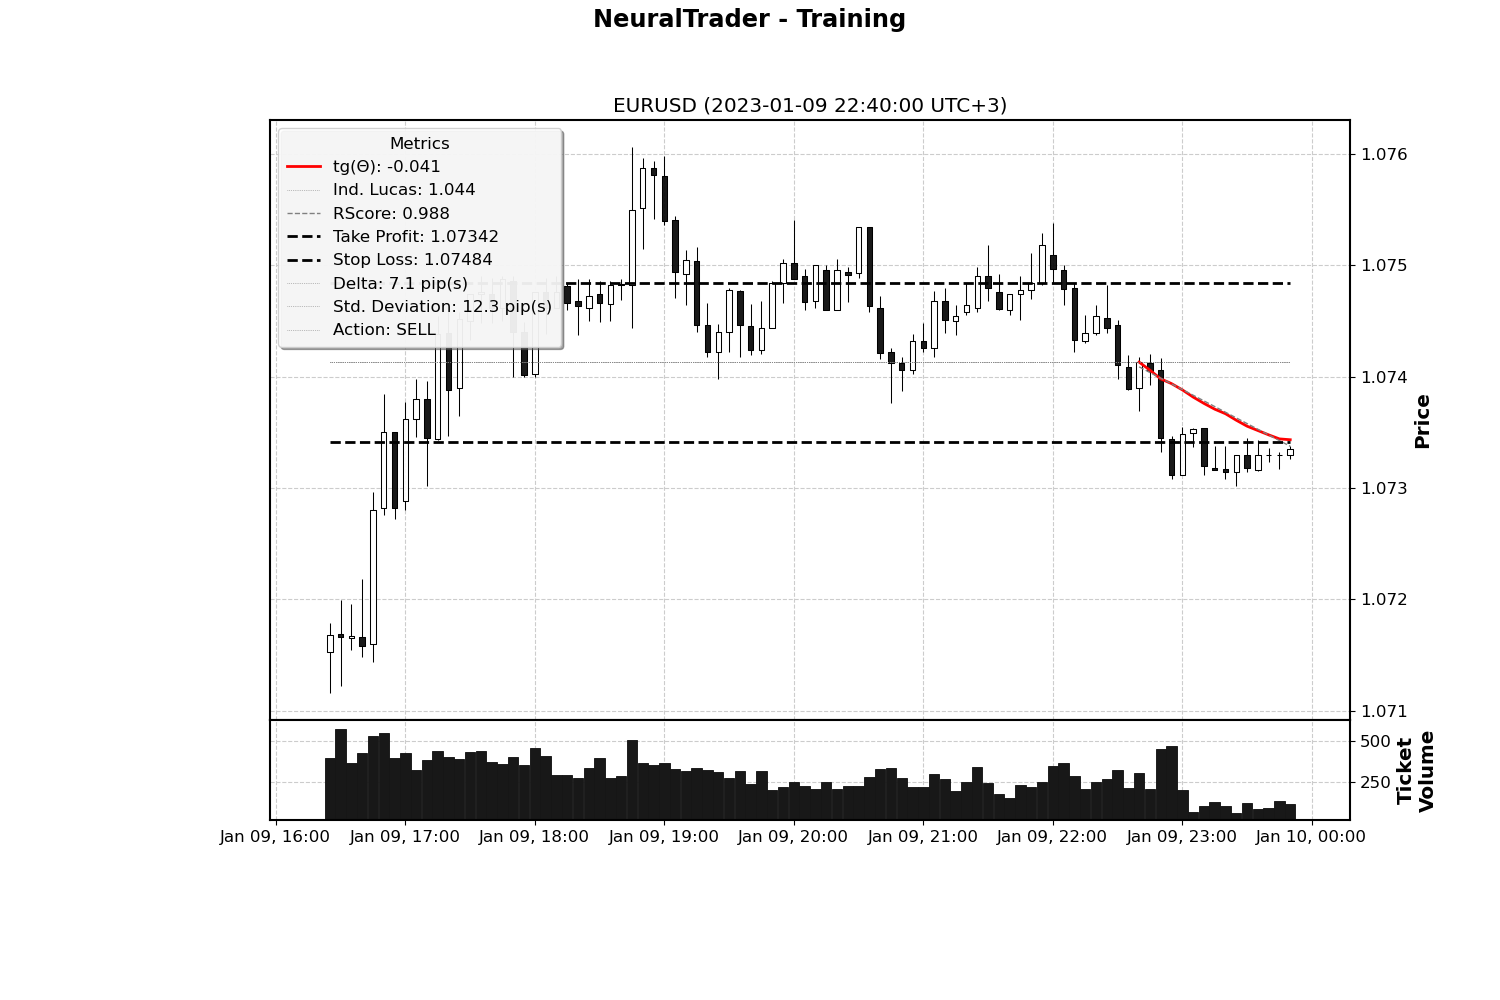 NeuralTrader - Training
EURUSD (2023-01-09 22:40:00 UTC+3)
Metrics
tg(Θ): -0.041
Ind. Lucas: 1.044
RScore: 0.988
Take Profit: 1.07342
Stop Loss: 1.07484
Delta: 7.1 pip(s)
Std. Deviation: 12.3 pip(s)
Action: SELL
1.076
1.075
1.074
1.073
1.072
1.071
Price
500
250
Ticket
Volume
Jan 09, 16:00
Jan 09, 17:00
Jan 09, 18:00
Jan 09, 19:00
Jan 09, 20:00
Jan 09, 21:00
Jan 09, 22:00
Jan 09, 23:00
Jan 10, 00:00